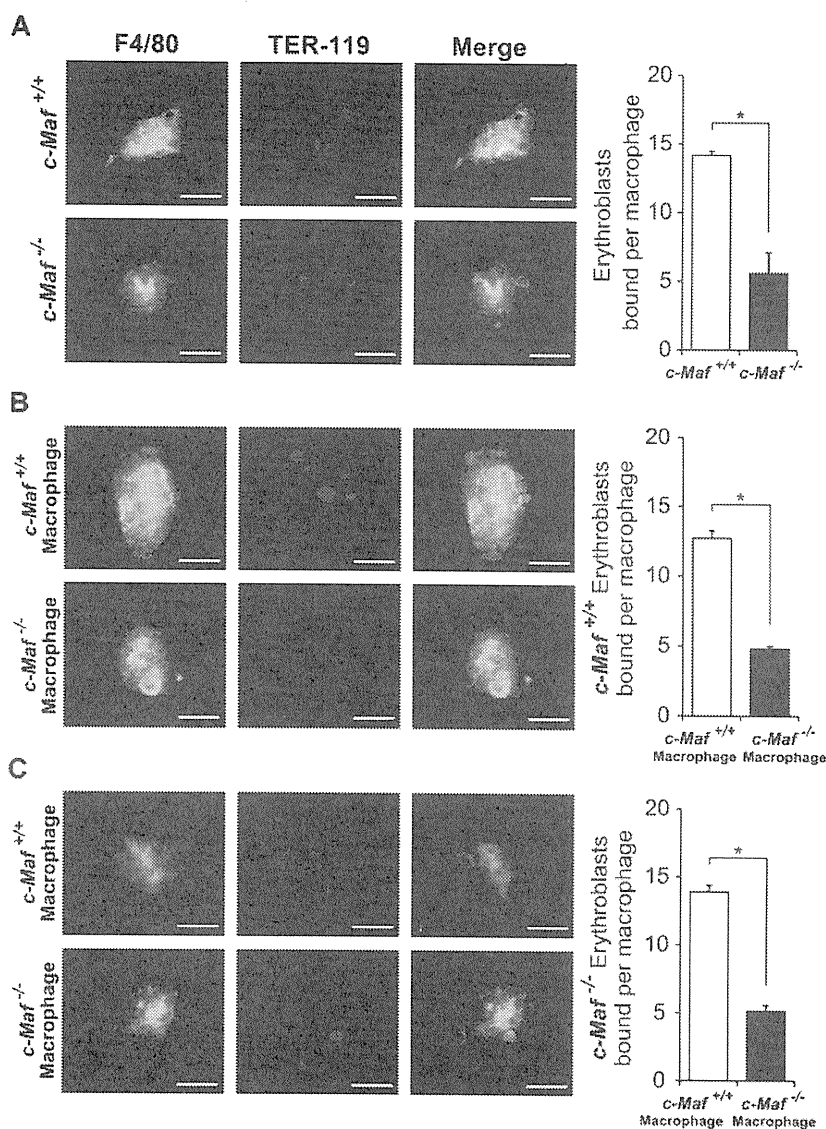 A
F4/80 TER-119 Merge
c-Maf +/+
c-Maf -/-
Erythroblasts
bound per macrophage
20
15
10
5
0
*
c-Maf +/+ c-Maf -/-
B
c-Maf +/+
Macrophage
c-Maf -/-
Macrophage
c-Maf +/+ Erythroblasts
bound per macrophage
20
15
10
5
0
*
c-Maf +/+ c-Maf -/-
Macrophage Macrophage
C
c-Maf +/+
Macrophage
c-Maf -/-
Macrophage
c-Maf -/- Erythroblasts
bound per macrophage
20
15
10
5
0
*
c-Maf +/+ c-Maf -/-
Macrophage Macrophage